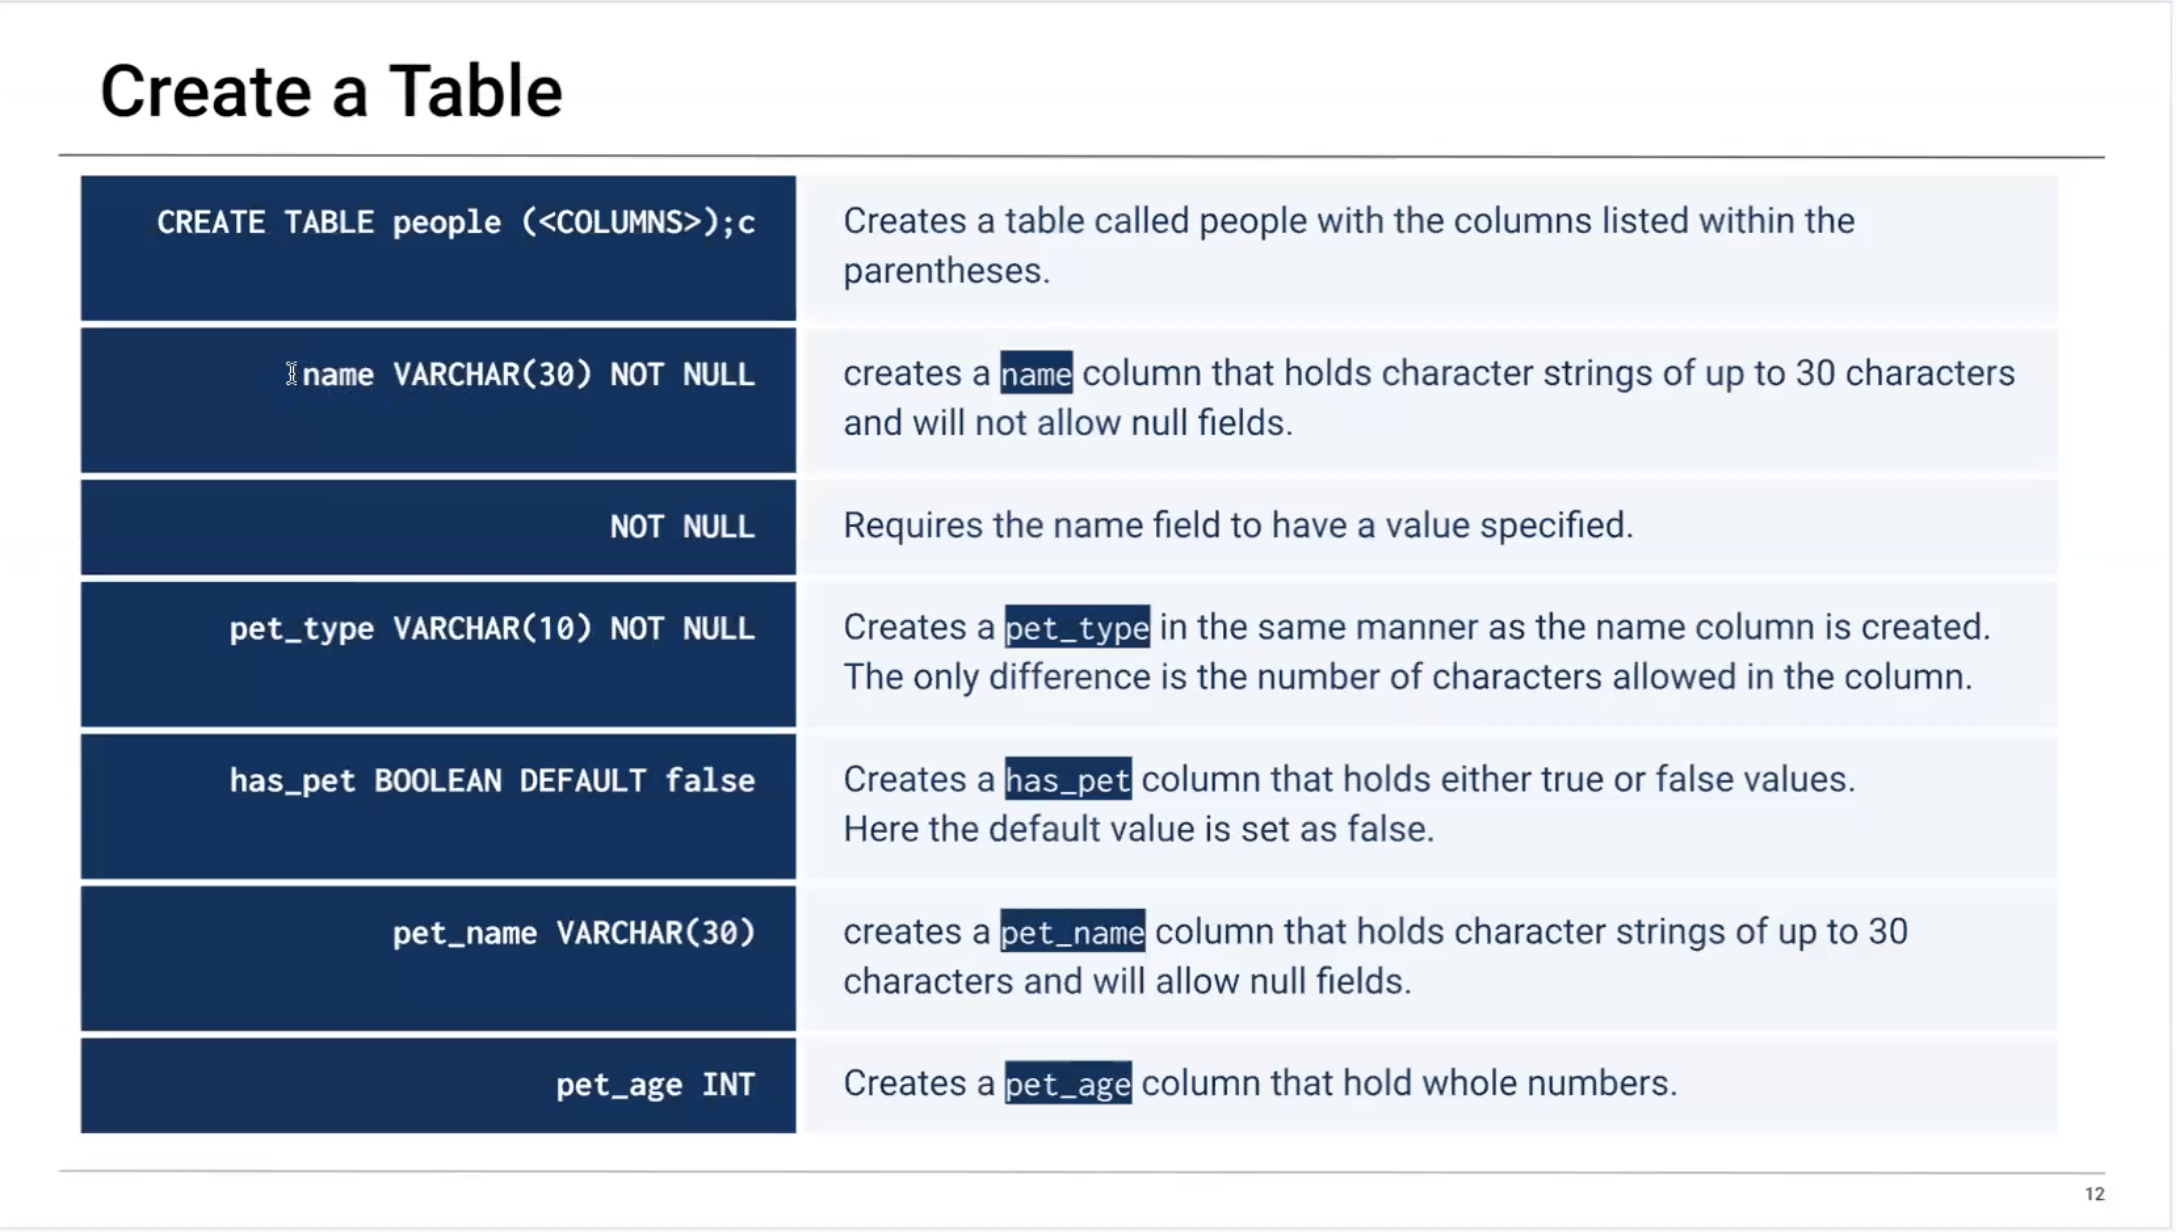 Create a Table
CREATE TABLE people (<COLUMNS>);c
Creates a table called people with the columns listed within the
parentheses.
name VARCHAR(30) NOT NULL
creates a name column that holds character strings of up to 30 characters
and will not allow null fields.
NOT NULL
Requires the name field to have a value specified.
pet_type VARCHAR(10) NOT NULL
Creates a pet_type in the same manner as the name column is created.
The only difference is the number of characters allowed in the column.
has_pet BOOLEAN DEFAULT false
Creates a has_pet column that holds either true or false values.
Here the default value is set as false.
pet_name VARCHAR(30)
creates a pet_name column that holds character strings of up to 30
characters and will allow null fields.
pet_age INT
Creates a pet_age column that hold whole numbers.
12